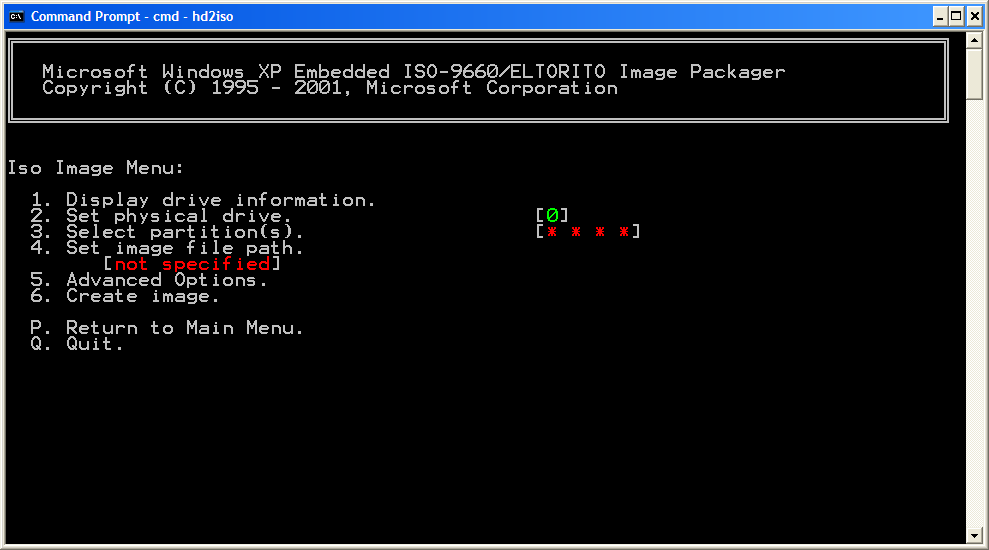 Command Prompt - cmd - hd2iso
Microsoft Windows XP Embedded ISO-9660/ELTORITO Image Packager
Copyright (C) 1995 - 2001, Microsoft Corporation
Iso Image Menu:
1. Display drive information.
2. Set physical drive. [0]
3. Select partition(s). [* * * *]
4. Set image file path.
[not specified]
5. Advanced Options.
6. Create image.
P. Return to Main Menu.
Q. Quit.